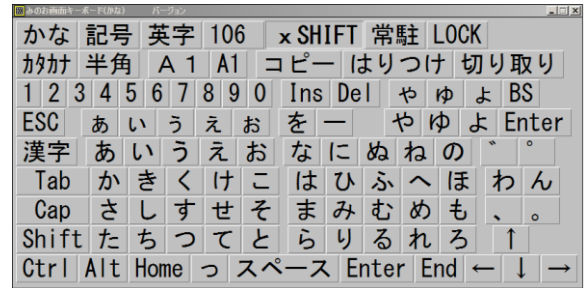 みのお画面キーボード(かな) バージョン
かな 記号 英字 106 x SHIFT 常駐 LOCK
カタカナ 半角 A 1 A1 コピー はりつけ 切り取り
1 2 3 4 5 6 7 8 9 0 Ins Del ゃ ゅ ょ BS
ESC ぁ ぃ ぅ ぇ ぉ を ー や ゆ よ Enter
漢字 あ い う え お な に ぬ ね の ゛ ゜
Tab か き く け こ は ひ ふ へ ほ わ ん
Cap さ し す せ そ ま み む め も 、 。
Shift た ち つ て と ら り る れ ろ ↑
Ctrl Alt Home っ スペース Enter End ← ↓ →